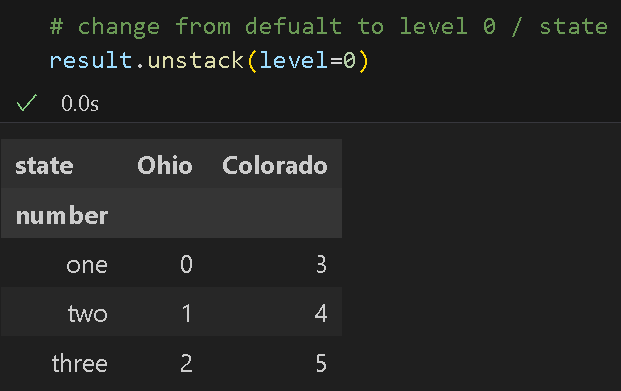 # change from defualt to level 0 / state
result.unstack(level=0)
0.0s
state Ohio Colorado
number
one 0 3
two 1 4
three 2 5